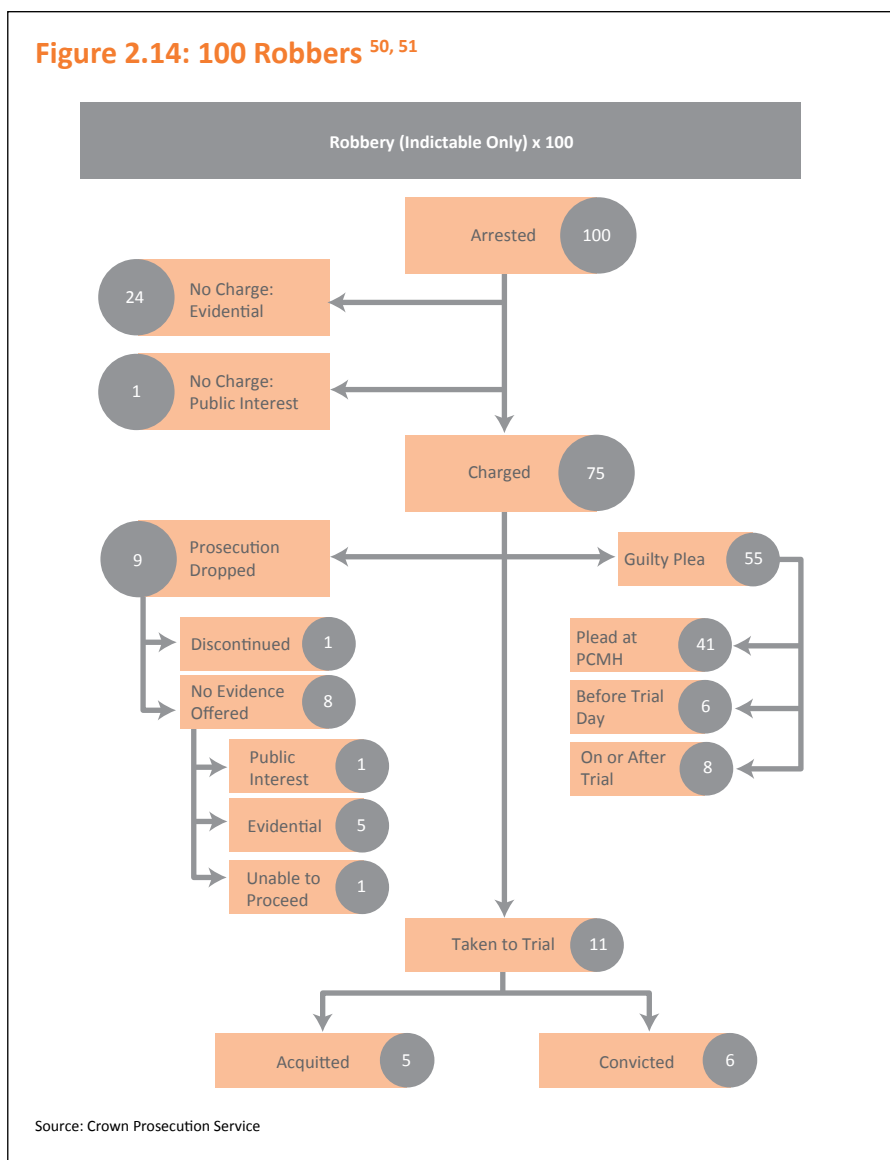 Figure 2.14: 100 Robbers 50, 51
Robbery (Indictable Only) x 100
Arrested
100
24
No Charge:
Evidential
1
No Charge:
Public Interest
Charged
75
9
Prosecution
Dropped
Guilty Plea
55
Discontinued
1
Plead at
PCMH
41
No Evidence
Offered
8
Before Trial
Day
6
Public
Interest
1
On or After
Trial
8
Evidential
5
Unable to
Proceed
1
Taken to Trial
11
Acquitted
5
Convicted
6
Source: Crown Prosecution Service